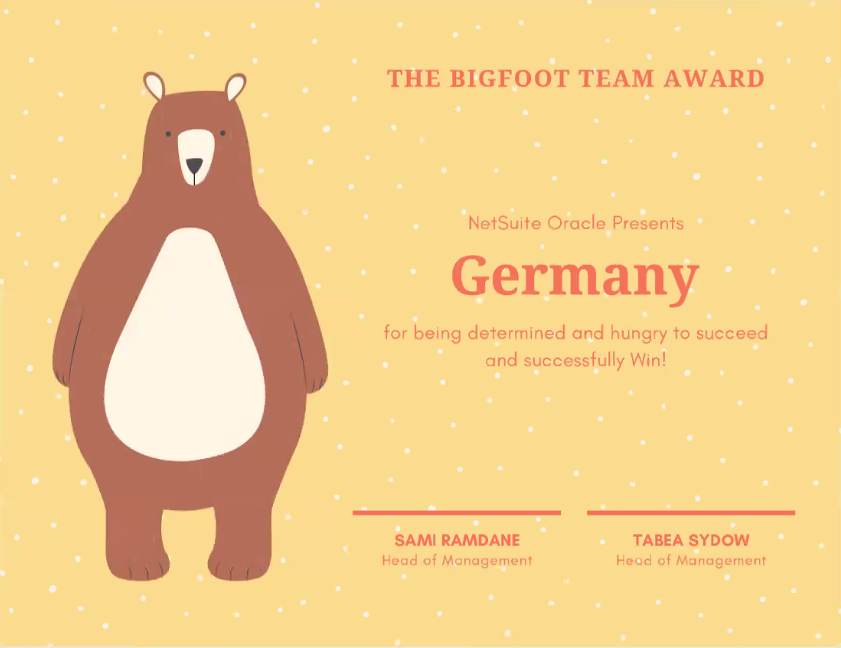 THE BIGFOOT TEAM AWARD
NetSuite Oracle Presents
Germany
for being determined and hungry to succeed
and successfully Win!
SAMI RAMDANE
Head of Management
TABEA SYDOW
Head of Management